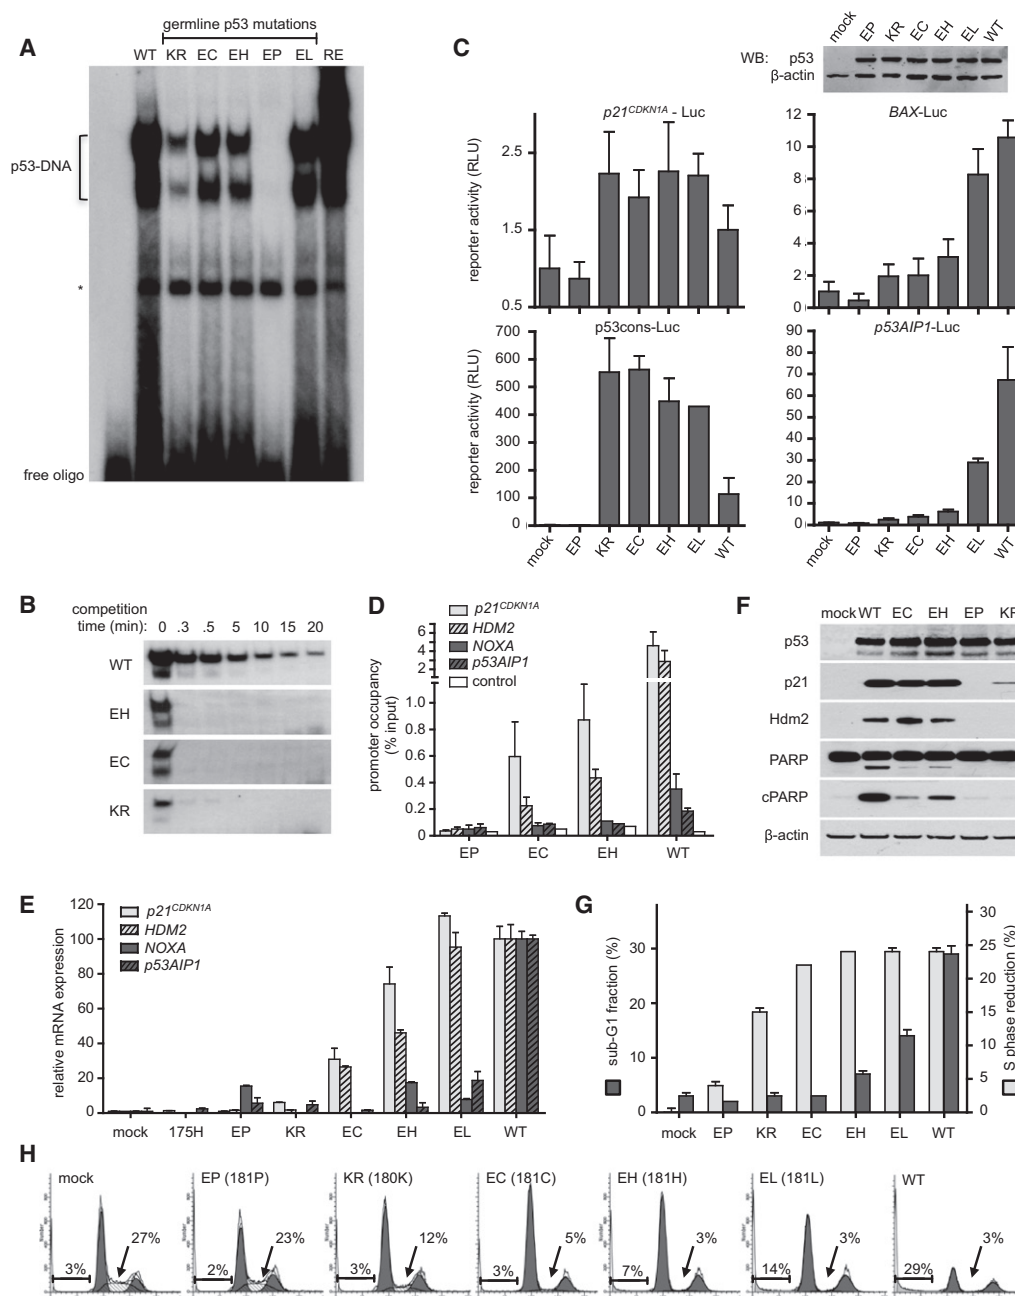 germline p53 mutations
A
WT KR EC EH EP EL RE
p53-DNA
*
free oligo
C
mock EP KR EC EH EL WT
WB: p53
β-actin
p21CDKN1A - Luc
reporter activity (RLU)
2.5
1.5
0.5
BAX-Luc
12
10
8
6
4
2
0
p53cons-Luc
reporter activity (RLU)
700
600
500
400
300
200
100
0
mock EP KR EC EH EL WT
p53AIP1-Luc
90
80
70
60
50
40
30
20
10
0
mock EP KR EC EH EL WT
B
competition
time (min): 0 .3 .5 5 10 15 20
WT
EH
EC
KR
D
p21CDKN1A
HDM2
NOXA
p53AIP1
control
promoter occupancy
(% input)
6
5
4
2
1.0
0.8
0.6
0.4
0.2
0
EP EC EH WT
F
mock WT EC EH EP KR
p53
p21
Hdm2
PARP
cPARP
β-actin
E
p21CDKN1A
HDM2
NOXA
p53AIP1
relative mRNA expression
120
100
80
60
40
20
0
mock 175H EP KR EC EH EL WT
G
sub-G1 fraction (%)
30
20
10
0
S phase reduction (%)
30
25
20
15
10
5
0
mock EP KR EC EH EL WT
H
mock
3%
27%
EP (181P)
2%
23%
KR (180K)
3%
12%
EC (181C)
3%
5%
EH (181H)
7%
3%
EL (181L)
14%
3%
WT
29%
3%